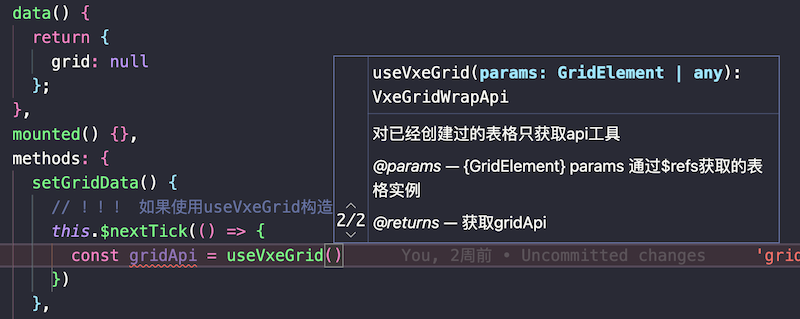 data() {
return {
grid: null
};
},
mounted() {},
methods: {
setGridData() {
// ！！！ 如果使用useVxeGrid构造
this.$nextTick(() => {
const gridApi = useVxeGrid() You, 2周前 • Uncommitted changes 'grid
})
},
useVxeGrid(params: GridElement | any):
VxeGridWrapApi
对已经创建过的表格只获取api工具
@params — {GridElement} params 通过$refs获取的表
格实例
2/2
@returns — 获取gridApi